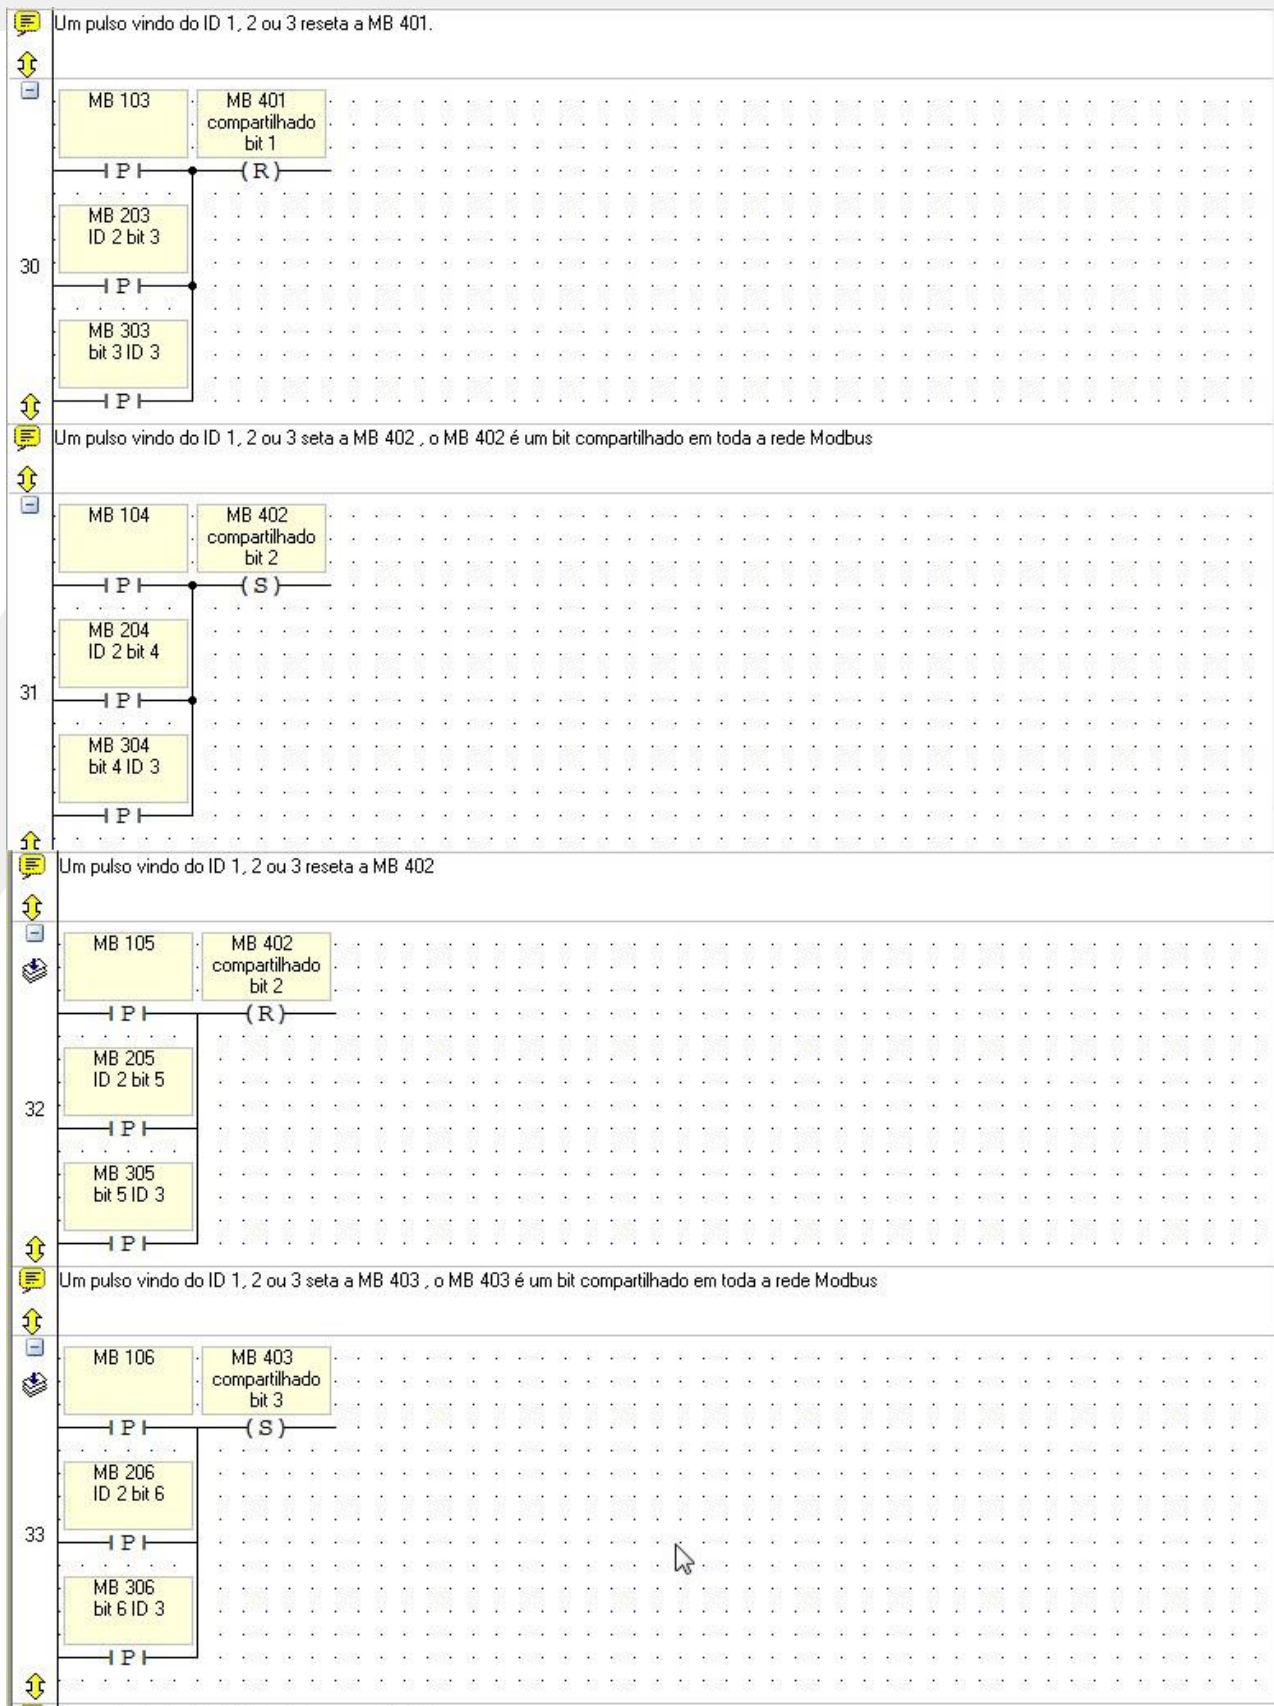 Um pulso vindo do ID 1, 2 ou 3 reseta a MB 401.
MB 103
MB 401
compartilhado
bit 1
P
(R)
MB 203
ID 2 bit 3
30
P
MB 303
bit 3 ID 3
P
Um pulso vindo do ID 1, 2 ou 3 seta a MB 402 , o MB 402 é um bit compartilhado em toda a rede Modbus
MB 104
MB 402
compartilhado
bit 2
P
(S)
MB 204
ID 2 bit 4
31
P
MB 304
bit 4 ID 3
P
Um pulso vindo do ID 1, 2 ou 3 reseta a MB 402
MB 105
MB 402
compartilhado
bit 2
P
(R)
MB 205
ID 2 bit 5
32
P
MB 305
bit 5 ID 3
P
Um pulso vindo do ID 1, 2 ou 3 seta a MB 403 , o MB 403 é um bit compartilhado em toda a rede Modbus
MB 106
MB 403
compartilhado
bit 3
P
(S)
MB 206
ID 2 bit 6
33
P
MB 306
bit 6 ID 3
P